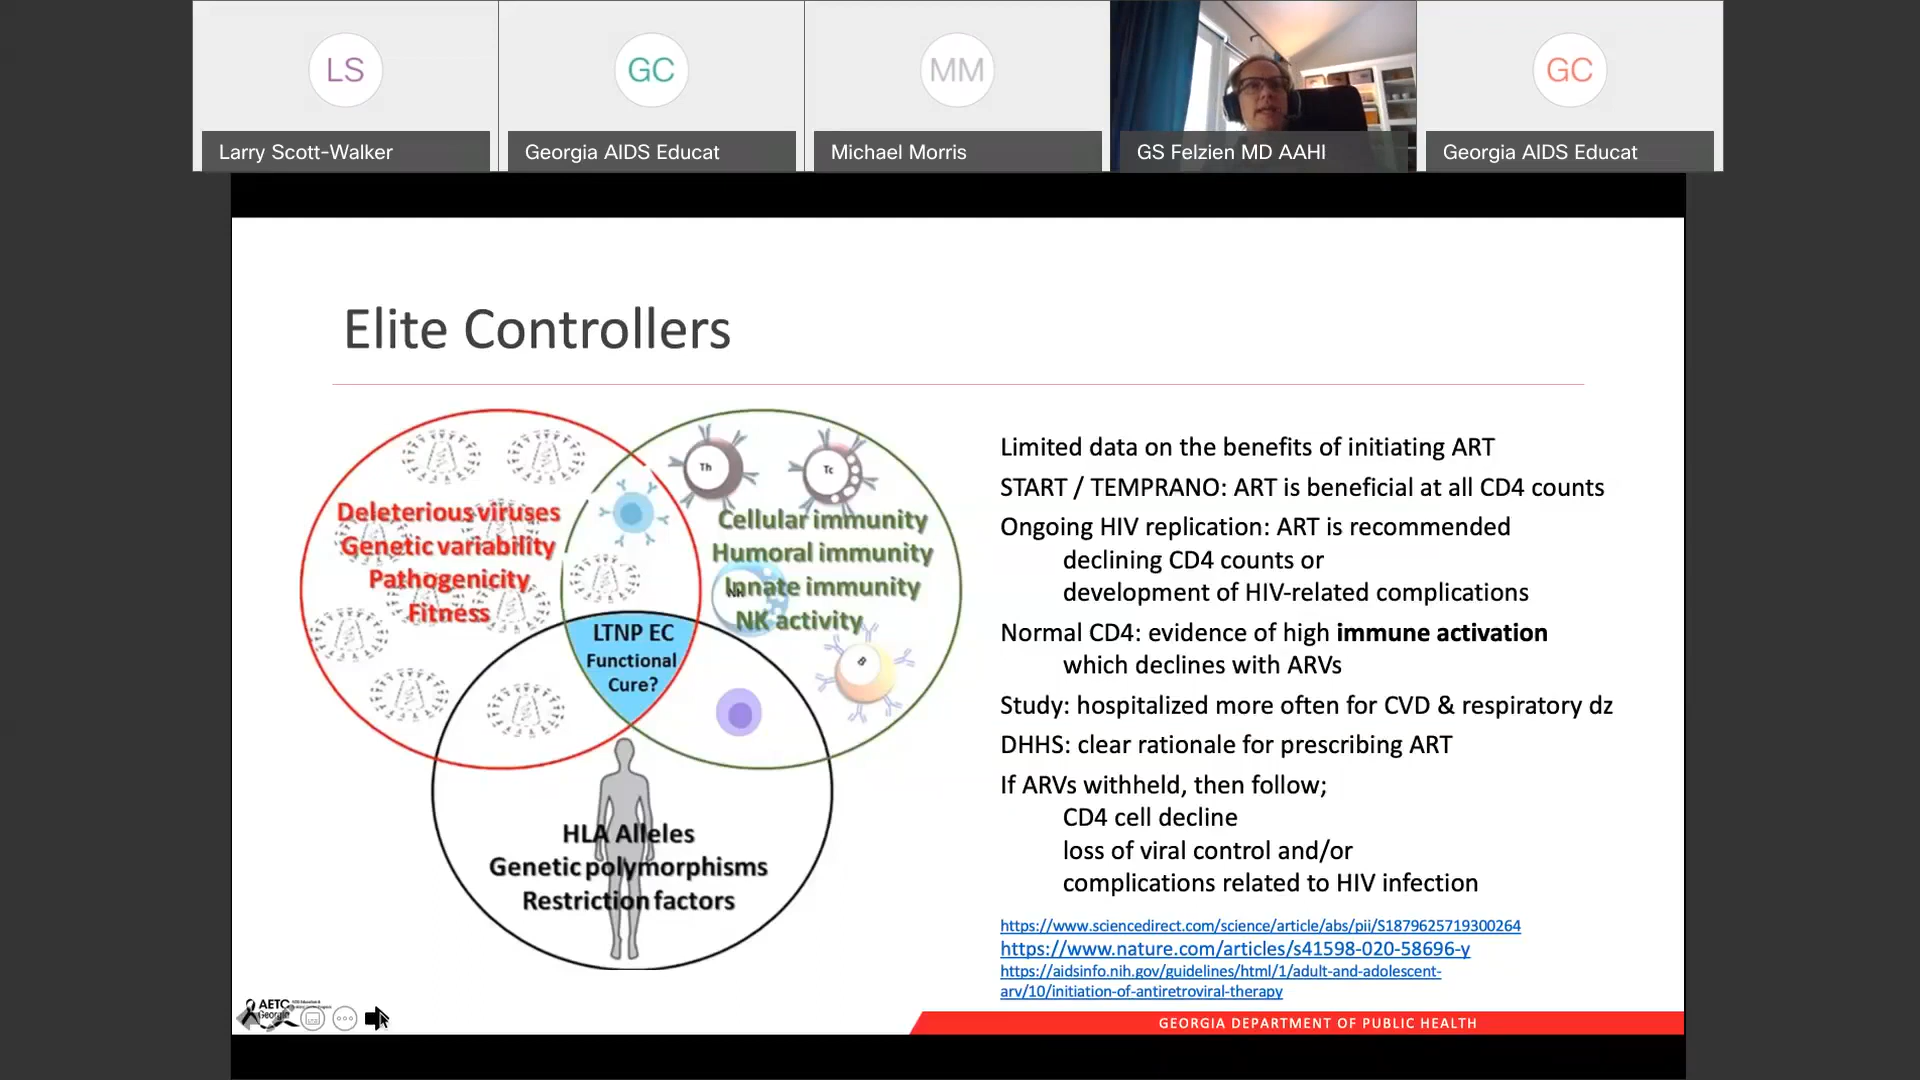 LS
GC
MM
GC
Larry Scott-Walker
Georgia AIDS Educat
Michael Morris
GS Felzien MD AAHI
Georgia AIDS Educat
Elite Controllers
Deleterious viruses
Genetic variability
Pathogenicity
Fitness
Th
Tc
Cellular immunity
Humoral immunity
Innate immunity
NK activity
B
LTNP EC
Functional
Cure?
HLA Alleles
Genetic polymorphisms
Restriction factors
Limited data on the benefits of initiating ART
START / TEMPRANO: ART is beneficial at all CD4 counts
Ongoing HIV replication: ART is recommended
declining CD4 counts or
development of HIV-related complications
Normal CD4: evidence of high immune activation
which declines with ARVs
Study: hospitalized more often for CVD & respiratory dz
DHHS: clear rationale for prescribing ART
If ARVs withheld, then follow;
CD4 cell decline
loss of viral control and/or
complications related to HIV infection
https://www.sciencedirect.com/science/article/abs/pii/S1879625719300264
https://www.nature.com/articles/s41598-020-58696-y
https://aidsinfo.nih.gov/guidelines/html/1/adult-and-adolescent-
arv/10/initiation-of-antiretroviral-therapy
AETC
Georgia
GEORGIA DEPARTMENT OF PUBLIC HEALTH